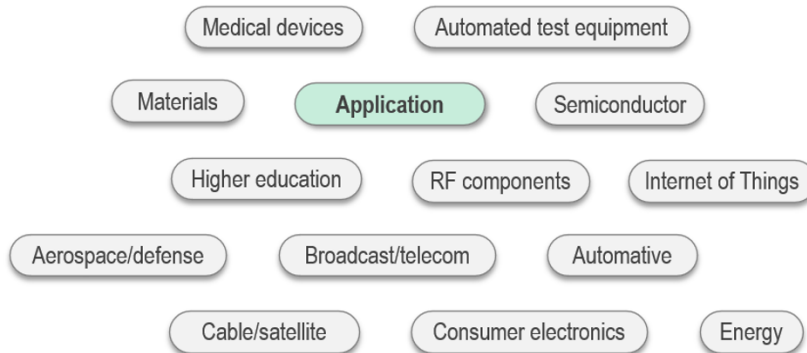 Medical devices
Automated test equipment
Materials
Application
Semiconductor
Higher education
RF components
Internet of Things
Aerospace/defense
Broadcast/telecom
Automative
Cable/satellite
Consumer electronics
Energy